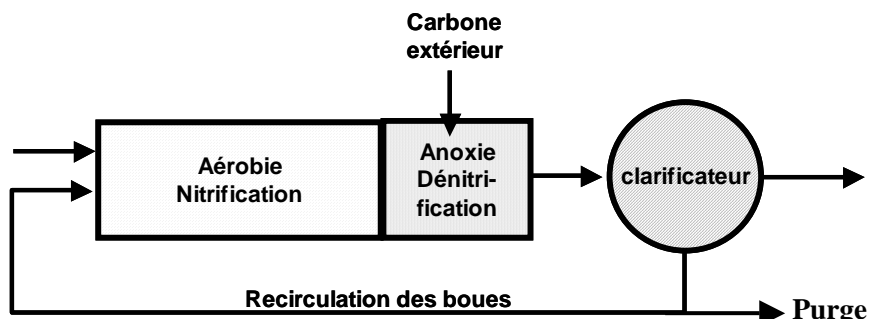 Carbone
extérieur
Aérobie
Nitrification
Anoxie
Dénitri-
fication
clarificateur
Recirculation des boues
Purge